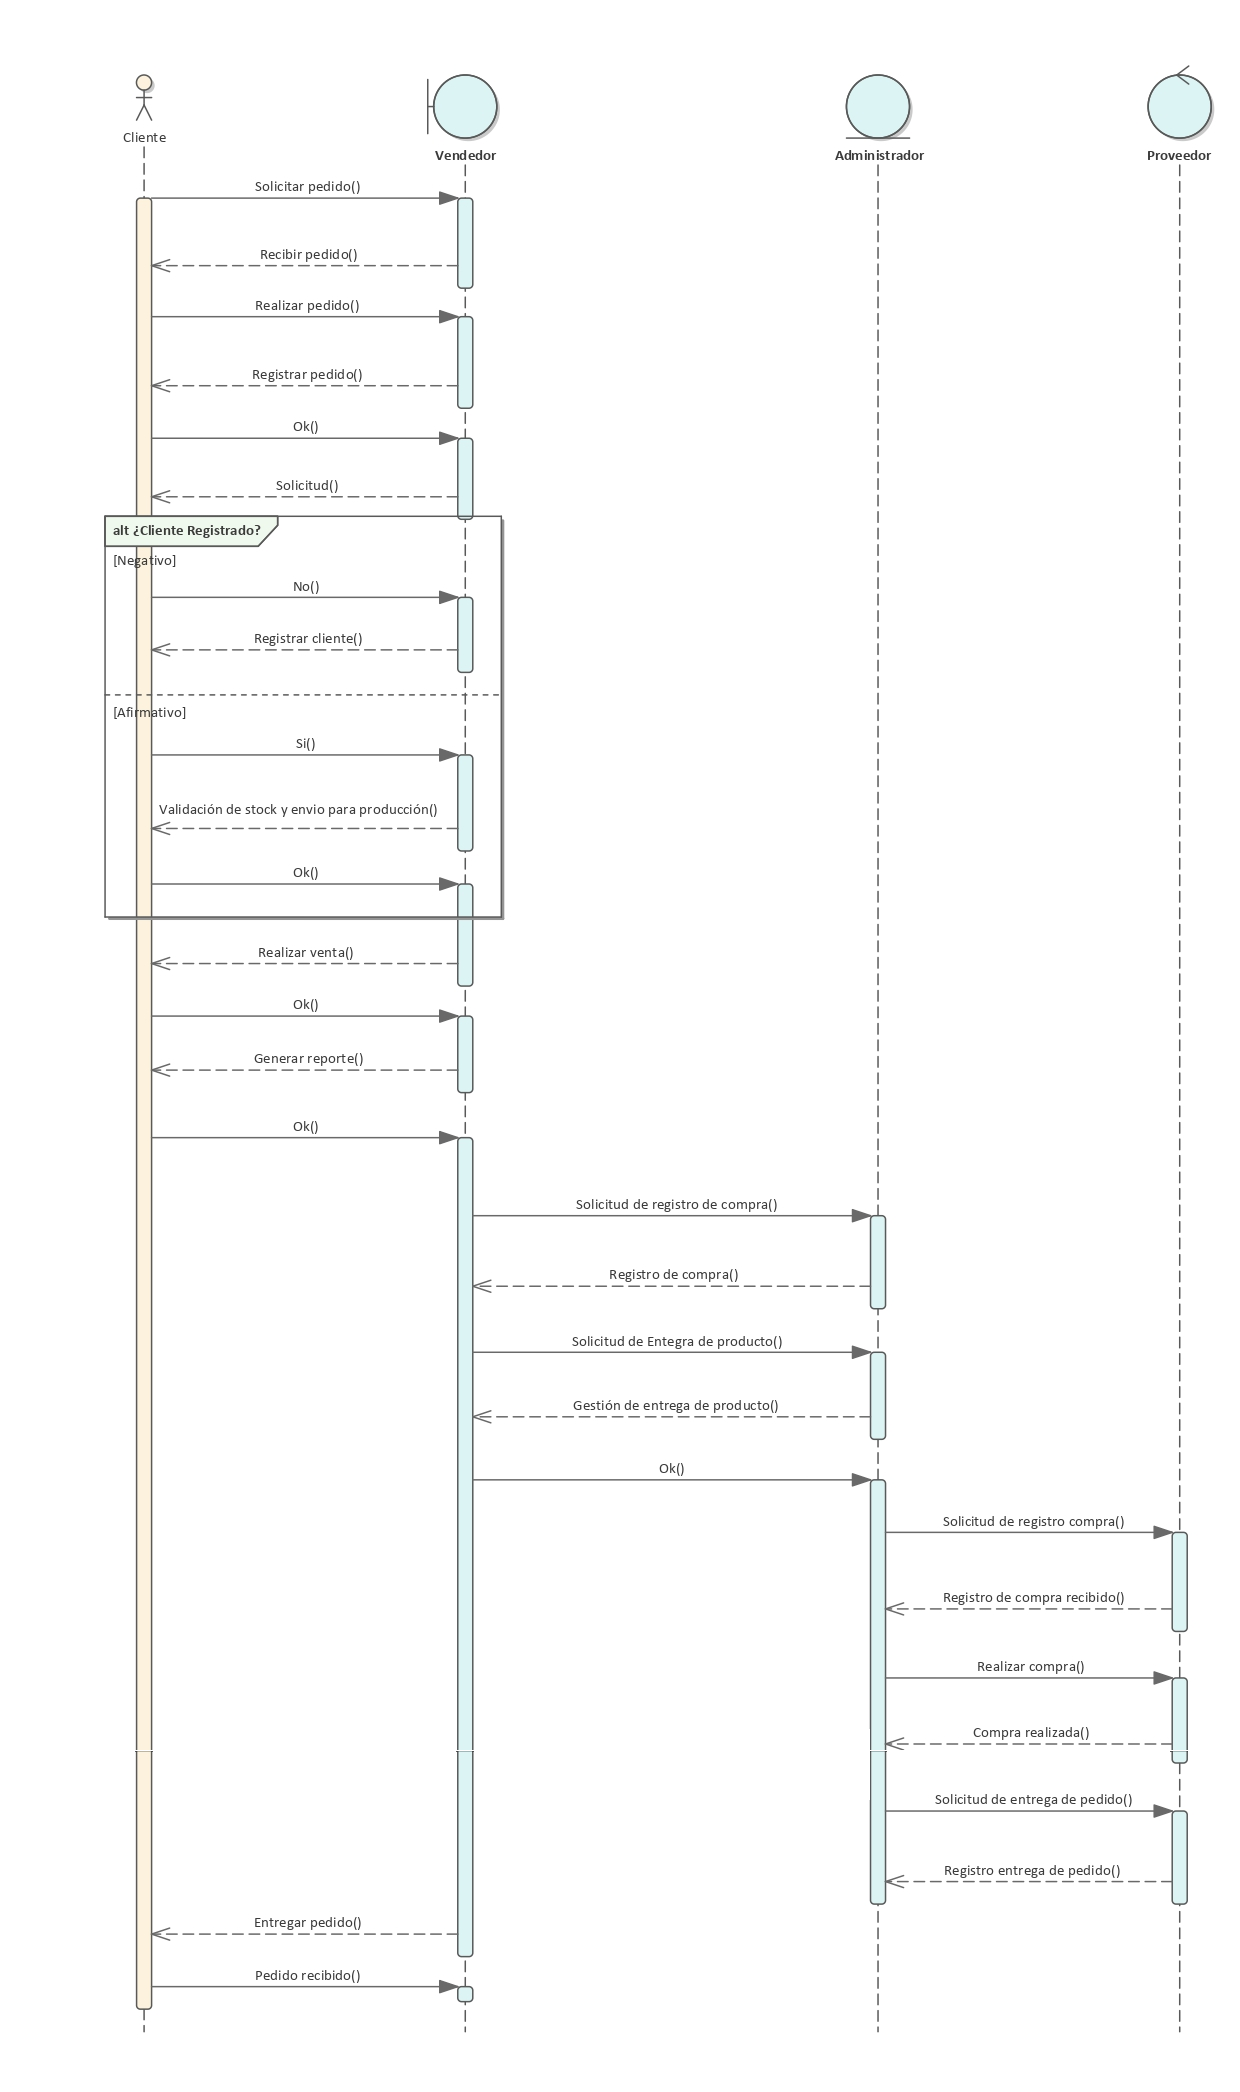 Cliente
Vendedor
Administrador
Proveedor
Solicitar pedido()
Recibir pedido()
Realizar pedido()
Registrar pedido()
Ok()
Solicitud()
alt ¿Cliente Registrado?
[Negativo]
No()
Registrar cliente()
[Afirmativo]
Si()
Validación de stock y envio para producción()
Ok()
Realizar venta()
Ok()
Generar reporte()
Ok()
Solicitud de registro de compra()
Registro de compra()
Solicitud de Entegra de producto()
Gestión de entrega de producto()
Ok()
Solicitud de registro compra()
Registro de compra recibido()
Realizar compra()
Compra realizada()
Solicitud de entrega de pedido()
Registro entrega de pedido()
Entregar pedido()
Pedido recibido()